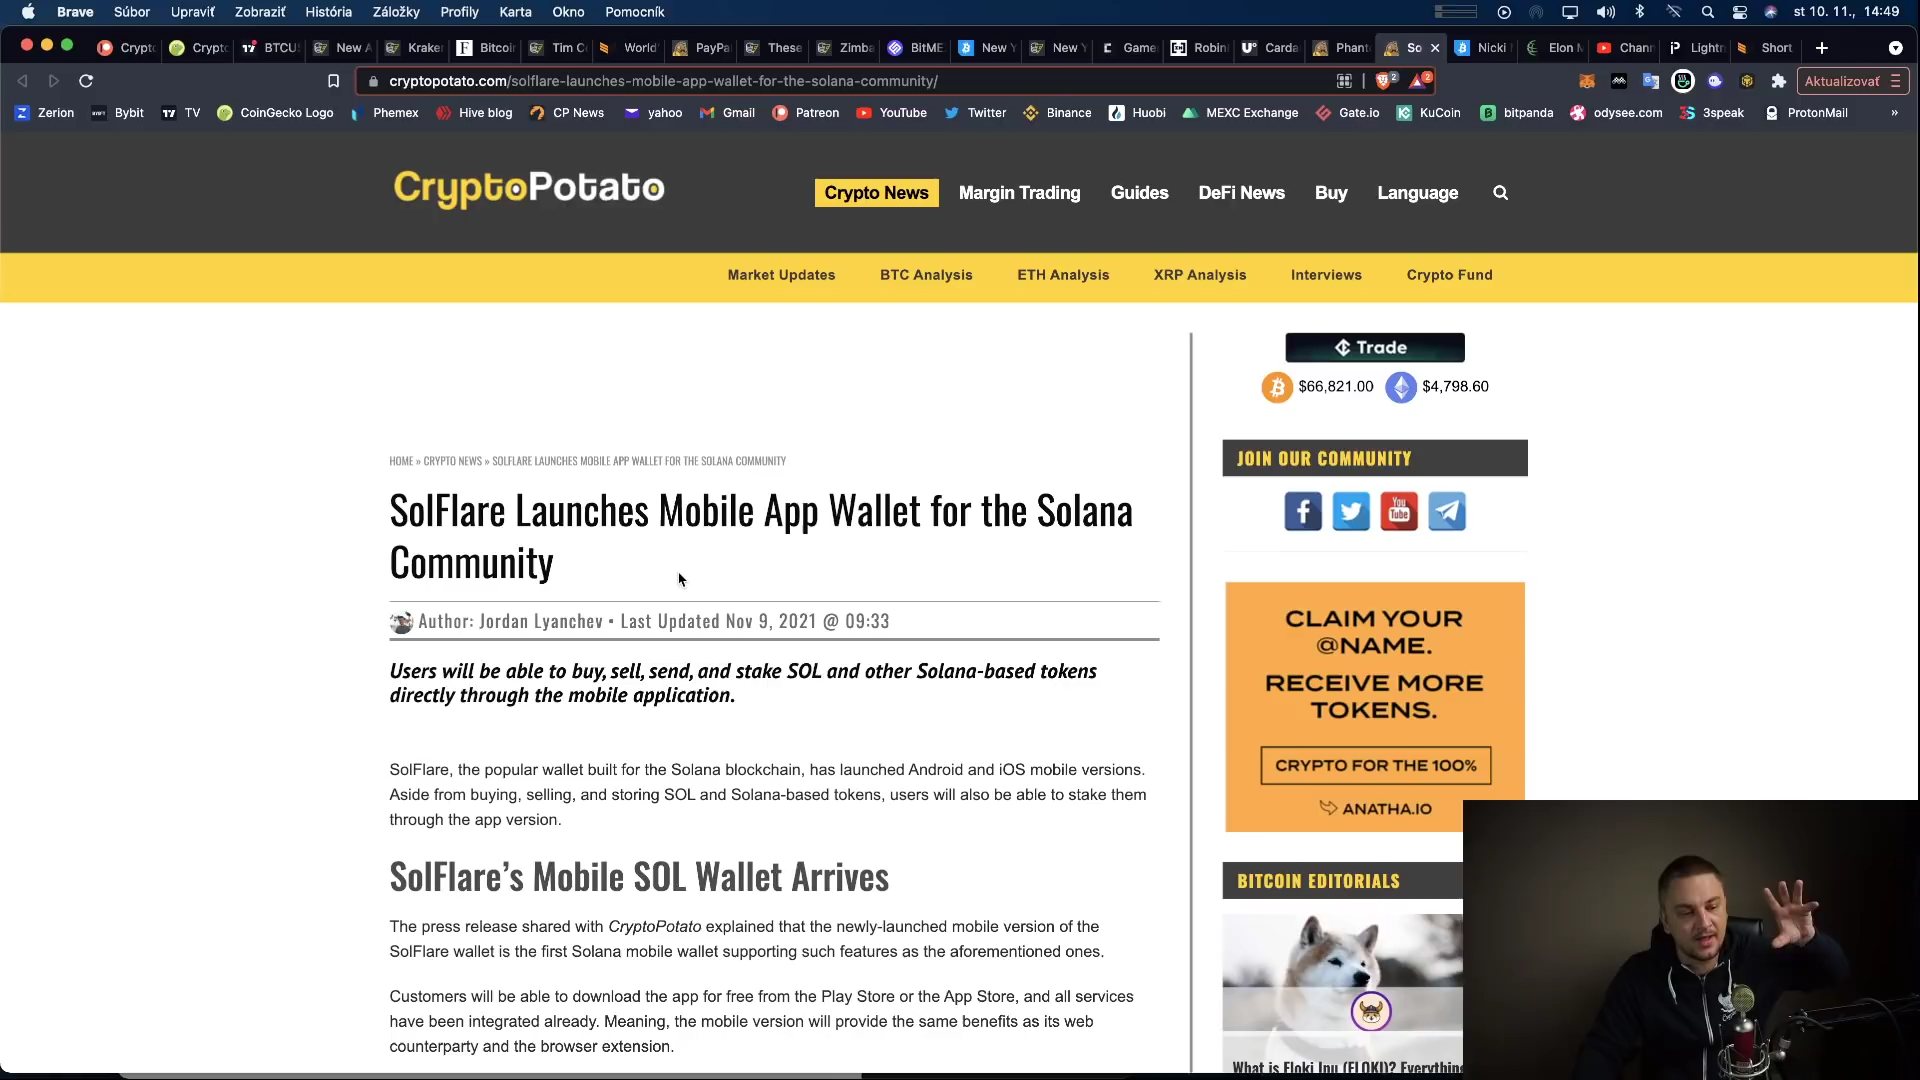 Brave Súbor Upraviť Zobraziť História Záložky Profily Karta Okno Pomocník st 10. 11., 14:49
Crypto Crypto BTCUS New A Kraken Bitcoin Tim C World' PayPa These Zimba BitME New Y New Y Game Robin Carda Phant So Nicki Elon M Chann Lightn Short
cryptopotato.com/solflare-launches-mobile-app-wallet-for-the-solana-community/ 2 2 Aktualizovať
Zerion Bybit TV CoinGecko Logo Phemex Hive blog CP News yahoo Gmail Patreon YouTube Twitter Binance Huobi MEXC Exchange Gate.io KuCoin bitpanda odysee.com 3speak ProtonMail »
CryptoPotato
Crypto News Margin Trading Guides DeFi News Buy Language
Market Updates BTC Analysis ETH Analysis XRP Analysis Interviews Crypto Fund
Trade
$66,821.00 $4,798.60
HOME » CRYPTO NEWS » SOLFLARE LAUNCHES MOBILE APP WALLET FOR THE SOLANA COMMUNITY
SolFlare Launches Mobile App Wallet for the Solana
Community
Author: Jordan Lyanchev • Last Updated Nov 9, 2021 @ 09:33
Users will be able to buy, sell, send, and stake SOL and other Solana-based tokens
directly through the mobile application.
SolFlare, the popular wallet built for the Solana blockchain, has launched Android and iOS mobile versions.
Aside from buying, selling, and storing SOL and Solana-based tokens, users will also be able to stake them
through the app version.
SolFlare’s Mobile SOL Wallet Arrives
The press release shared with CryptoPotato explained that the newly-launched mobile version of the
SolFlare wallet is the first Solana mobile wallet supporting such features as the aforementioned ones.
Customers will be able to download the app for free from the Play Store or the App Store, and all services
have been integrated already. Meaning, the mobile version will provide the same benefits as its web
counterparty and the browser extension.
JOIN OUR COMMUNITY
You
Tube
CLAIM YOUR
@NAME.
RECEIVE MORE
TOKENS.
CRYPTO FOR THE 100%
ANATHA.IO
BITCOIN EDITORIALS
What is Floki Inu (FLOKI)? Everything